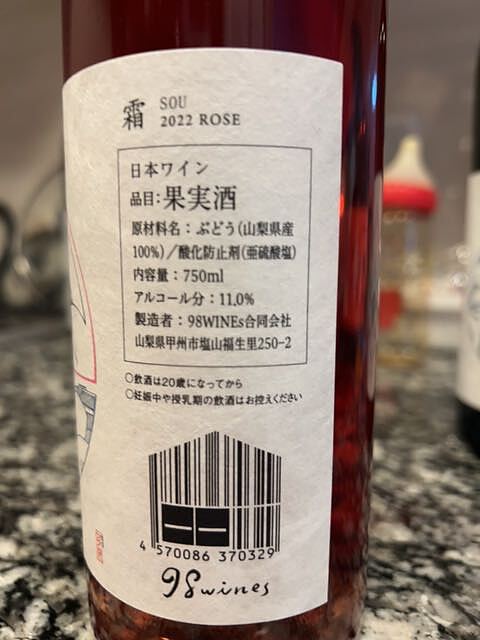 霜 SOU
2022 ROSE
日本ワイン
品目:果実酒
原材料名:ぶどう(山梨県産
100%)/酸化防止剤(亜硫酸塩)
内容量:750ml
アルコール分:11.0%
製造者:98WINEs合同会社
山梨県甲州市塩山福生里250-2
○飲酒は20歳になってから
○妊娠中や授乳期の飲酒はお控えください
4 570086 370329
98wines